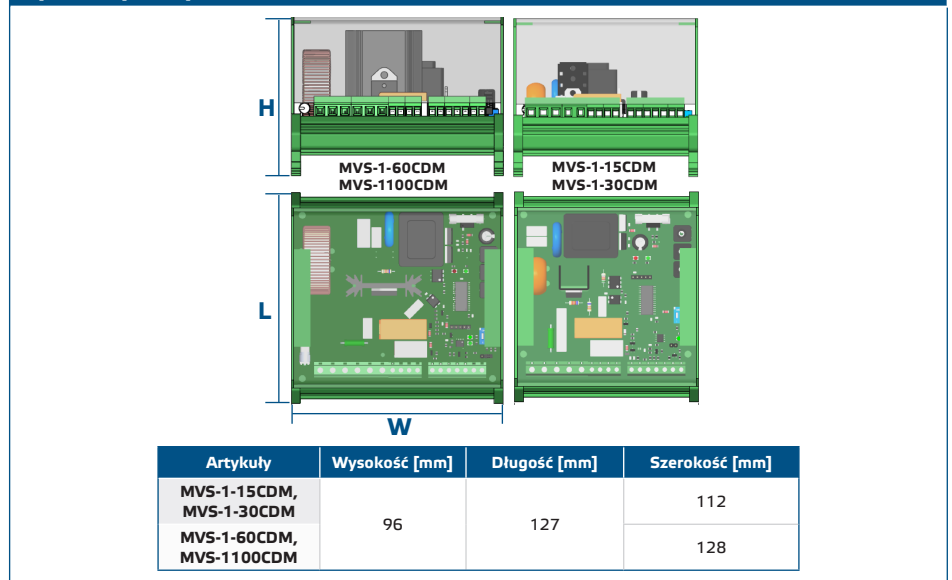 H
MVS-1-60CDM
MVS-1100CDM
MVS-1-15CDM
MVS-1-30CDM
L
W
Artykuły Wysokość [mm] Długość [mm] Szerokość [mm]
MVS-1-15CDM,
MVS-1-30CDM
96 127 112
MVS-1-60CDM,
MVS-1100CDM
128